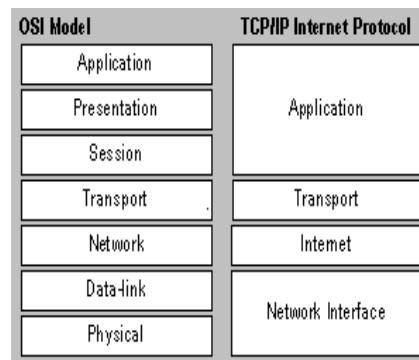 OSI Model
Application
Presentation
Session
Transport
Network
Data-link
Physical
TCP/IP Internet Protocol
Application
Transport
Internet
Network Interface